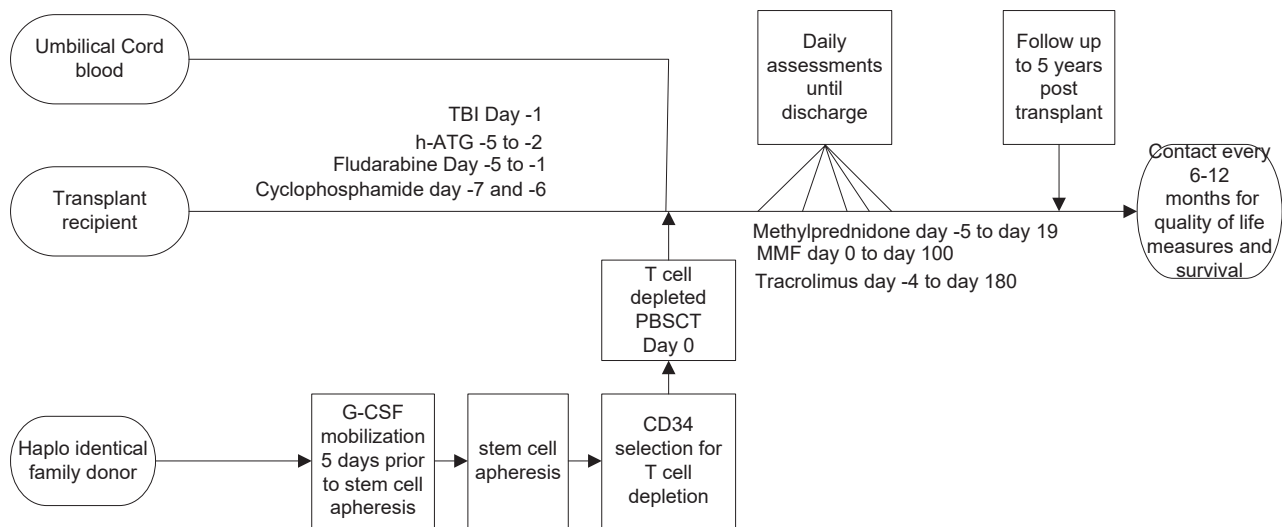 Umbilical Cord
blood
Daily
assessments
until
discharge
Follow up
to 5 years
post
transplant
TBI Day -1
h-ATG -5 to -2
Fludarabine Day -5 to -1
Cyclophosphamide day -7 and -6
Transplant
recipient
Contact every
6-12
months for
quality of life
measures and
survival
Methylprednidone day -5 to day 19
MMF day 0 to day 100
Tracrolimus day -4 to day 180
T cell
depleted
PBSCT
Day 0
Haplo identical
family donor
G-CSF
mobilization
5 days prior
to stem cell
apheresis
stem cell
apheresis
CD34
selection for
T cell
depletion